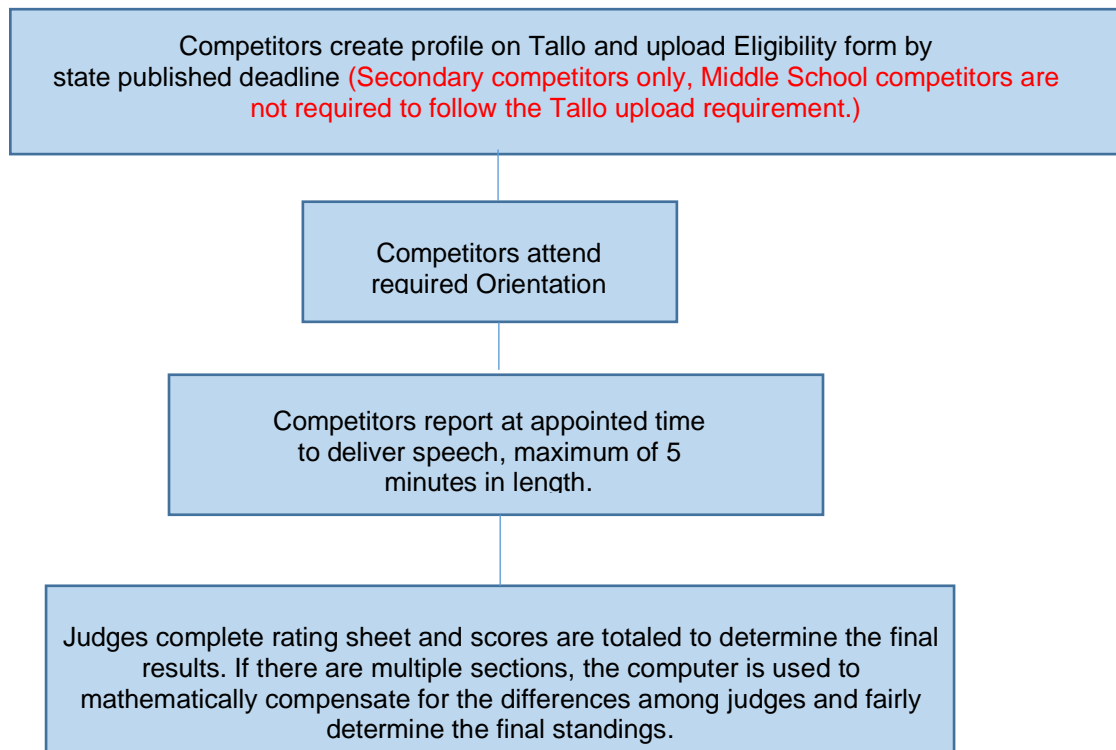 Competitors create profile on Tallo and upload Eligibility form by
state published deadline (Secondary competitors only, Middle School competitors are
not required to follow the Tallo upload requirement.)
Competitors attend
required Orientation
Competitors report at appointed time
to deliver speech, maximum of 5
minutes in length.
Judges complete rating sheet and scores are totaled to determine the final
results. If there are multiple sections, the computer is used to
mathematically compensate for the differences among judges and fairly
determine the final standings.